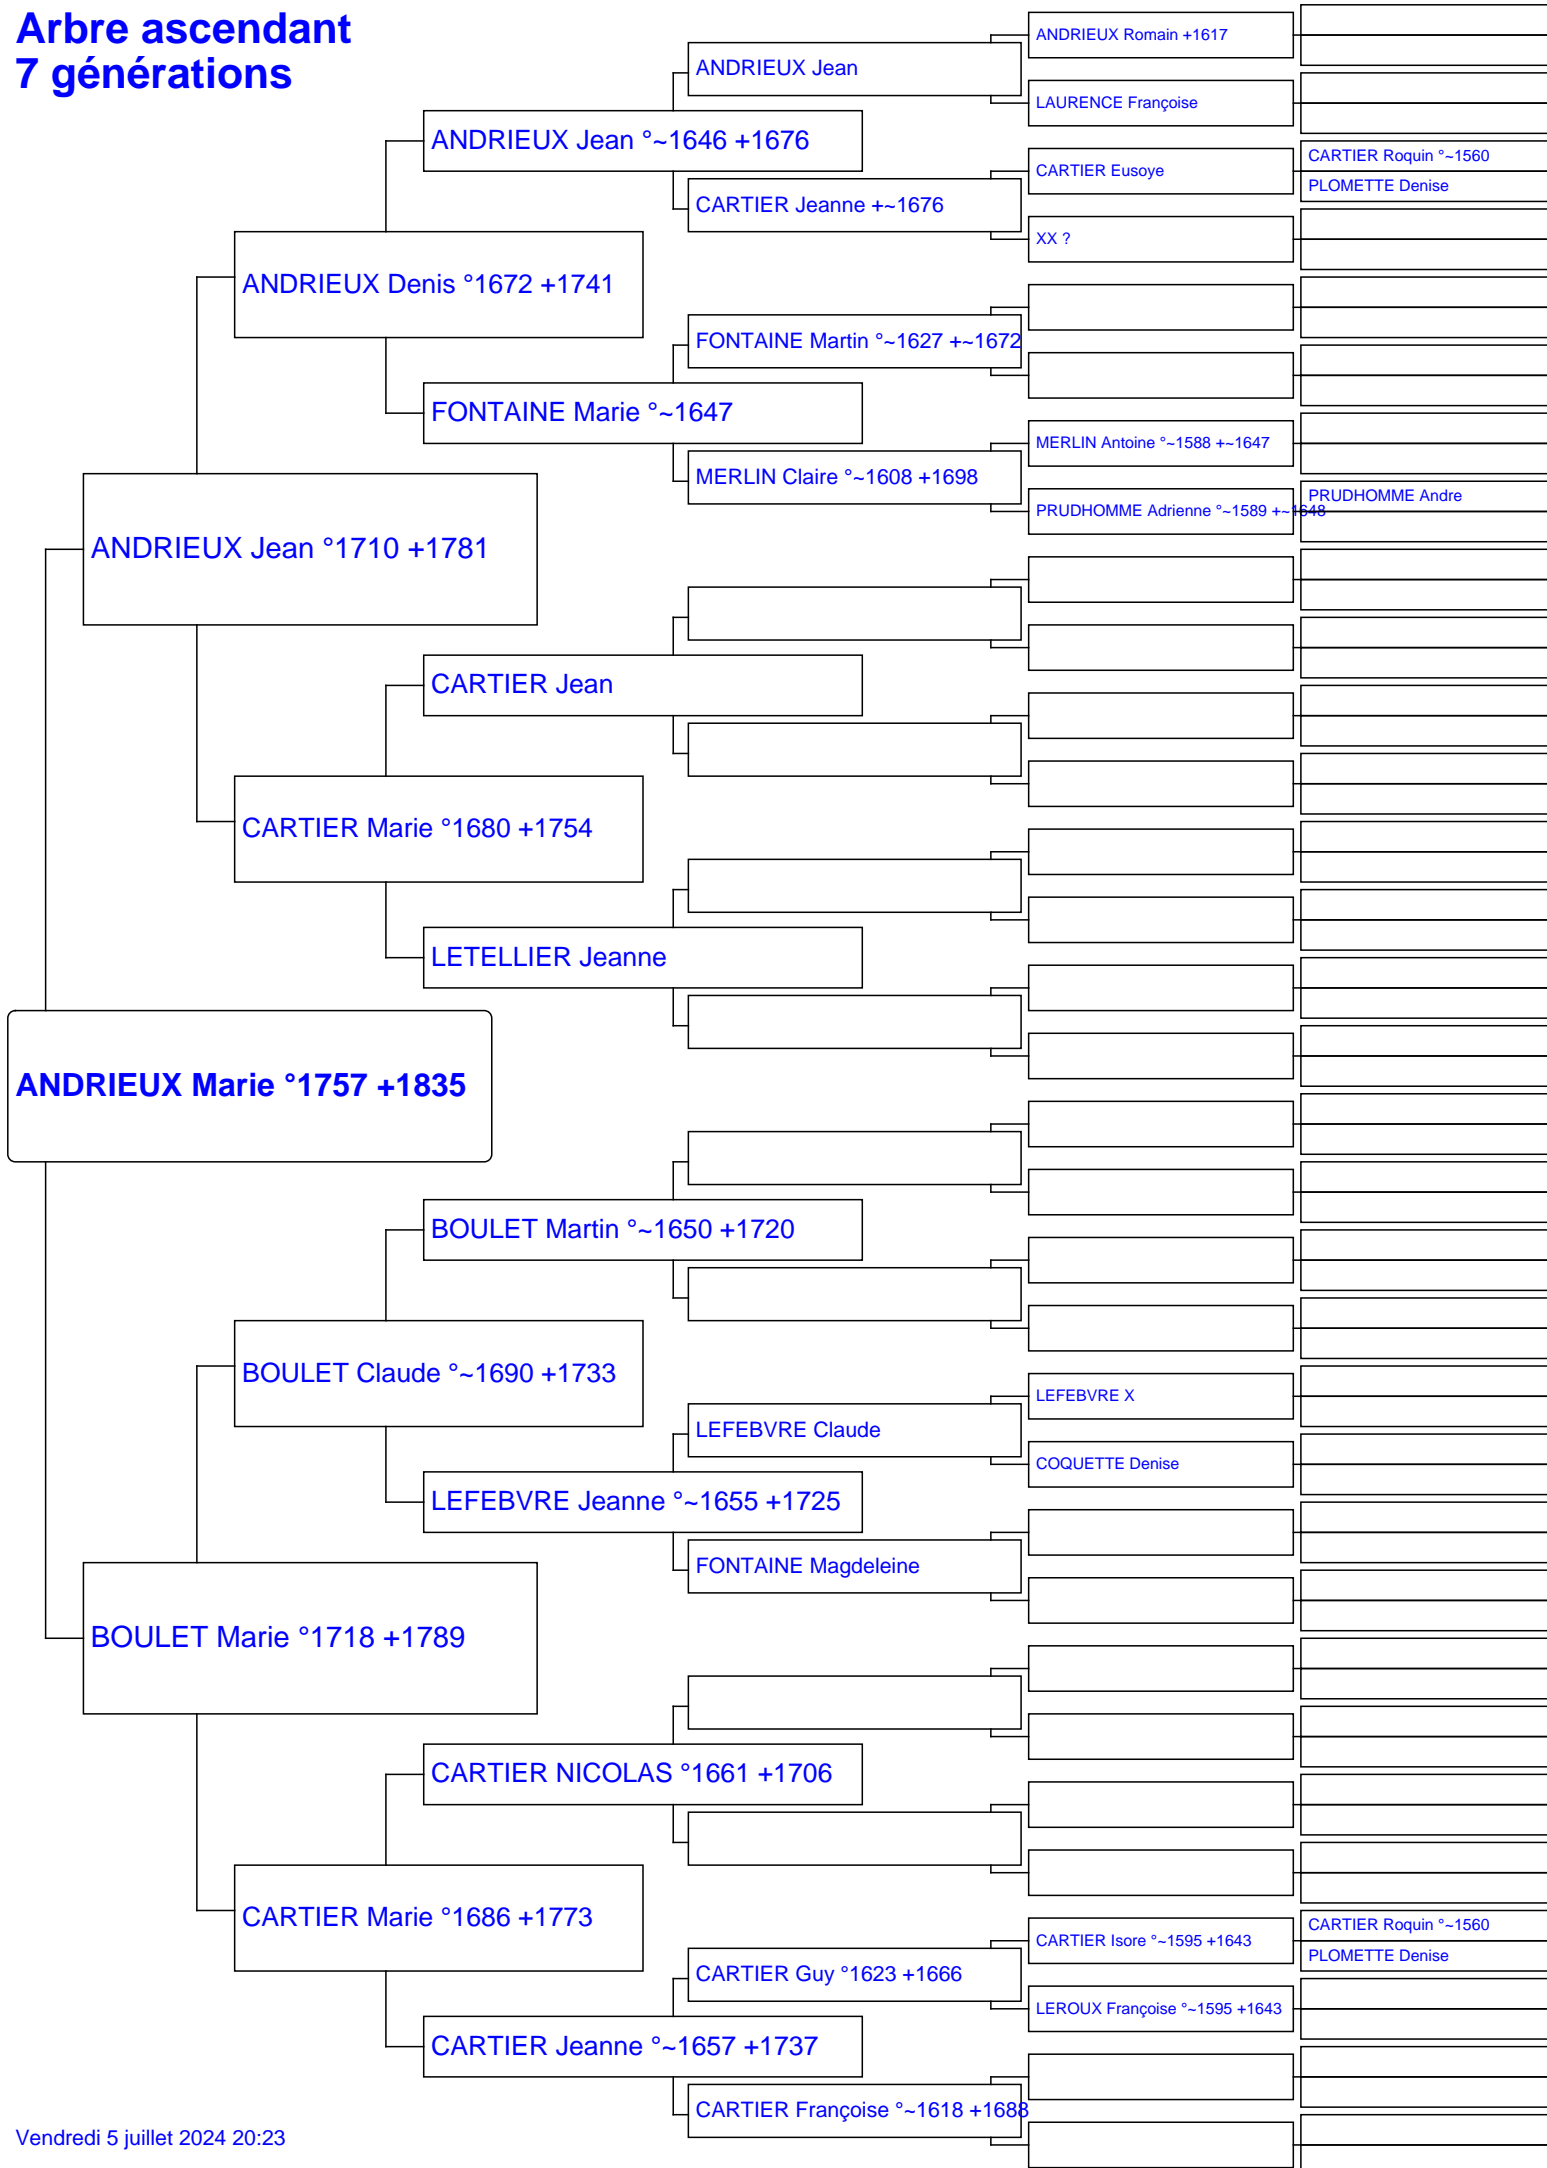 Arbre ascendant
7 générations
ANDRIEUX Romain +1617
ANDRIEUX Jean
LAURENCE Françoise
ANDRIEUX Jean °~1646 +1676
CARTIER Roquin °~1560
CARTIER Eusoye
PLOMETTE Denise
CARTIER Jeanne +~1676
XX ?
ANDRIEUX Denis °1672 +1741
FONTAINE Martin °~1627 +~1672
FONTAINE Marie °~1647
MERLIN Antoine °~1588 +~1647
MERLIN Claire °~1608 +1698
PRUDHOMME Andre
PRUDHOMME Adrienne °~1589 +~1648
ANDRIEUX Jean °1710 +1781
CARTIER Jean
CARTIER Marie °1680 +1754
LETELLIER Jeanne
ANDRIEUX Marie °1757 +1835
BOULET Martin °~1650 +1720
BOULET Claude °~1690 +1733
LEFEBVRE X
LEFEBVRE Claude
COQUETTE Denise
LEFEBVRE Jeanne °~1655 +1725
FONTAINE Magdeleine
BOULET Marie °1718 +1789
CARTIER NICOLAS °1661 +1706
CARTIER Marie °1686 +1773
CARTIER Roquin °~1560
CARTIER Isore °~1595 +1643
PLOMETTE Denise
CARTIER Guy °1623 +1666
LEROUX Françoise °~1595 +1643
CARTIER Jeanne °~1657 +1737
CARTIER Françoise °~1618 +1688
Vendredi 5 juillet 2024 20:23